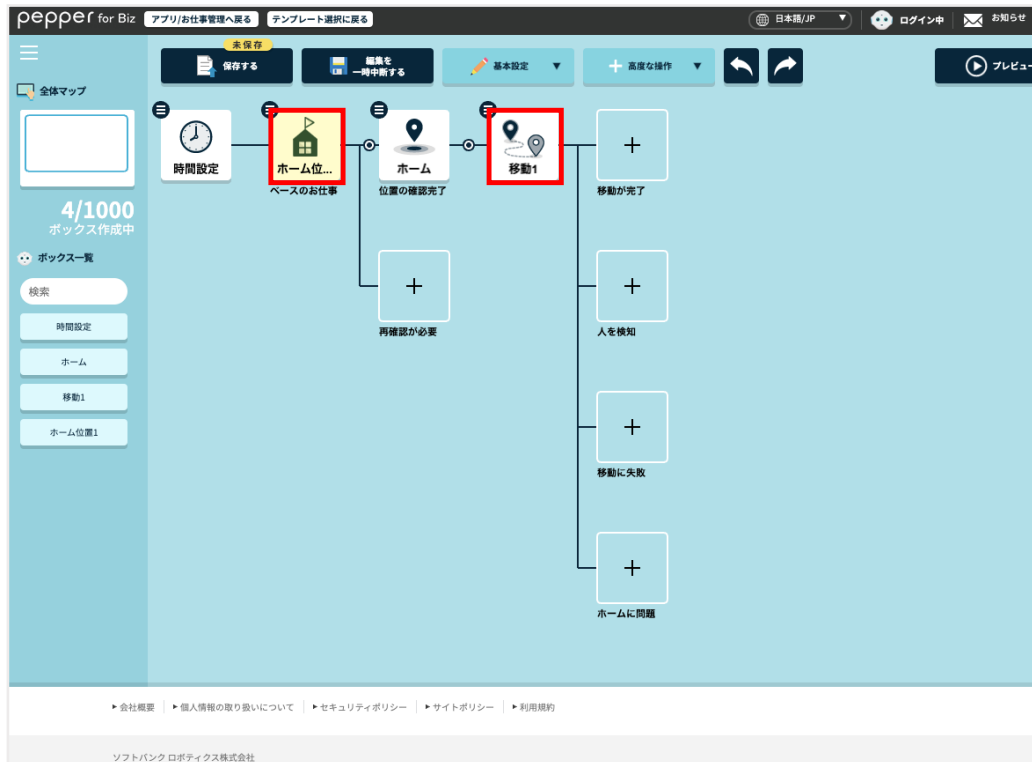 pepper for Biz
アプリ/お仕事管理へ戻る
テンプレート選択に戻る
日本語/JP
ログイン中
お知らせ
未保存
保存する
編集を
一時中断する
基本設定
高度な操作
プレビュー
全体マップ
4/1000
ボックス作成中
ボックス一覧
検索
時間設定
ホーム
移動1
ホーム位置1
時間設定
ホーム位...
ベースのお仕事
ホーム
位置の確認完了
移動1
移動が完了
再確認が必要
人を検知
移動に失敗
ホームに問題
会社概要
個人情報の取り扱いについて
セキュリティポリシー
サイトポリシー
利用規約
ソフトバンク ロボティクス株式会社